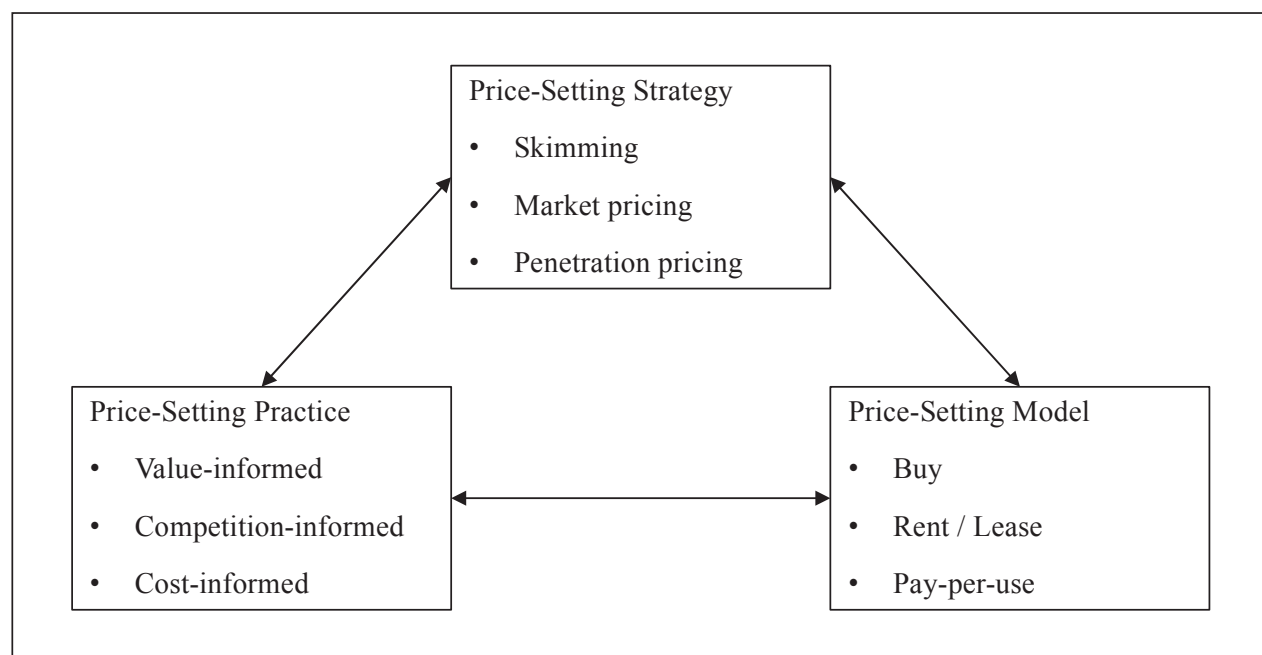 Price-Setting Strategy
• Skimming
• Market pricing
• Penetration pricing
Price-Setting Practice
• Value-informed
• Competition-informed
• Cost-informed
Price-Setting Model
• Buy
• Rent / Lease
• Pay-per-use